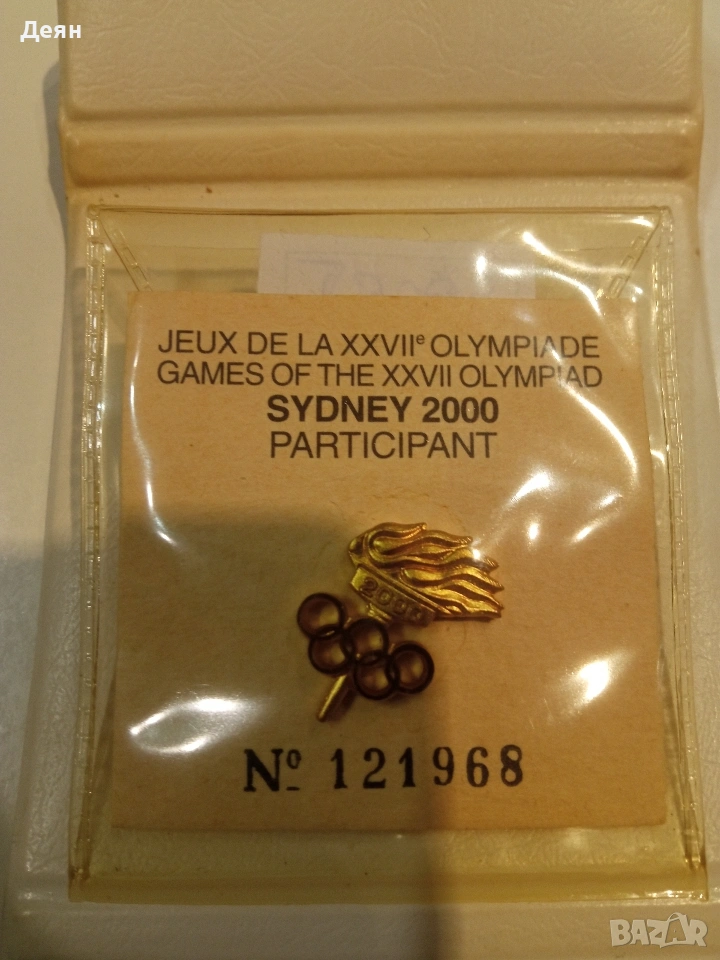 Деян
JEUX DE LA XXVIIe OLYMPIADE
GAMES OF THE XXVII OLYMPIAD
SYDNEY 2000
PARTICIPANT
2000
No 121968
BAZAR